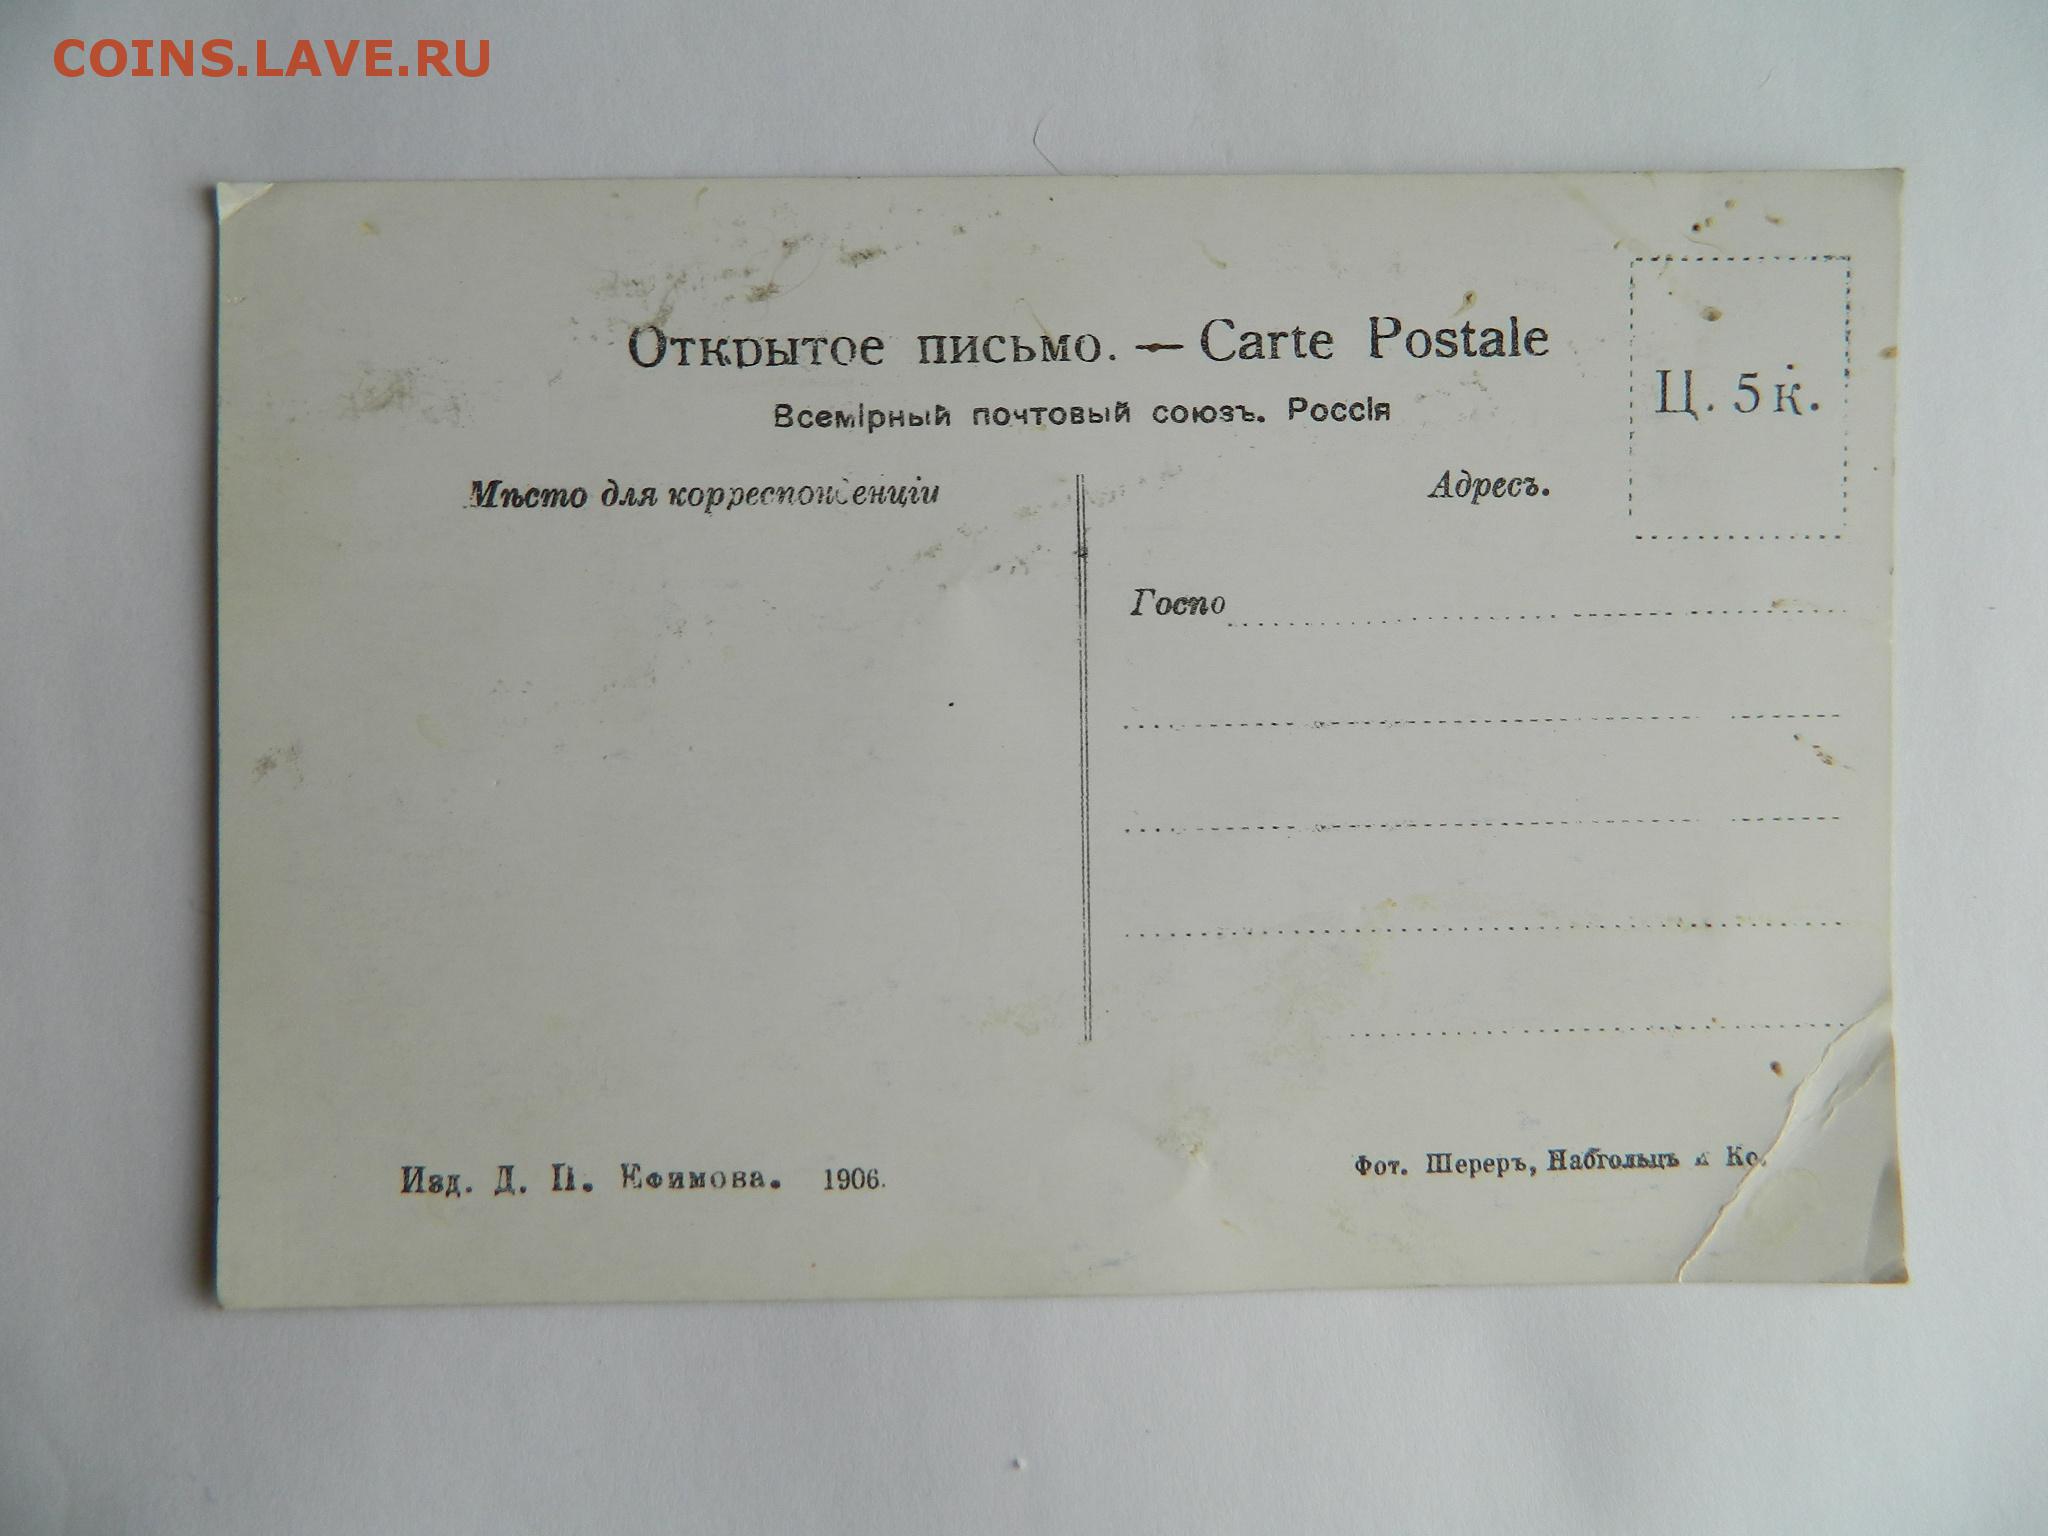 COINS.LAVE.RU
Открытое письмо. — Carte Postale
Всемірный почтовый союзъ. Россія
Ц. 5 к.
Мѣсто для корреспонденціи
Адресъ.
Госпо
Изд. Д. П. Ефимова. 1906.
Фот. Шереръ, Набгольцъ и Ко.